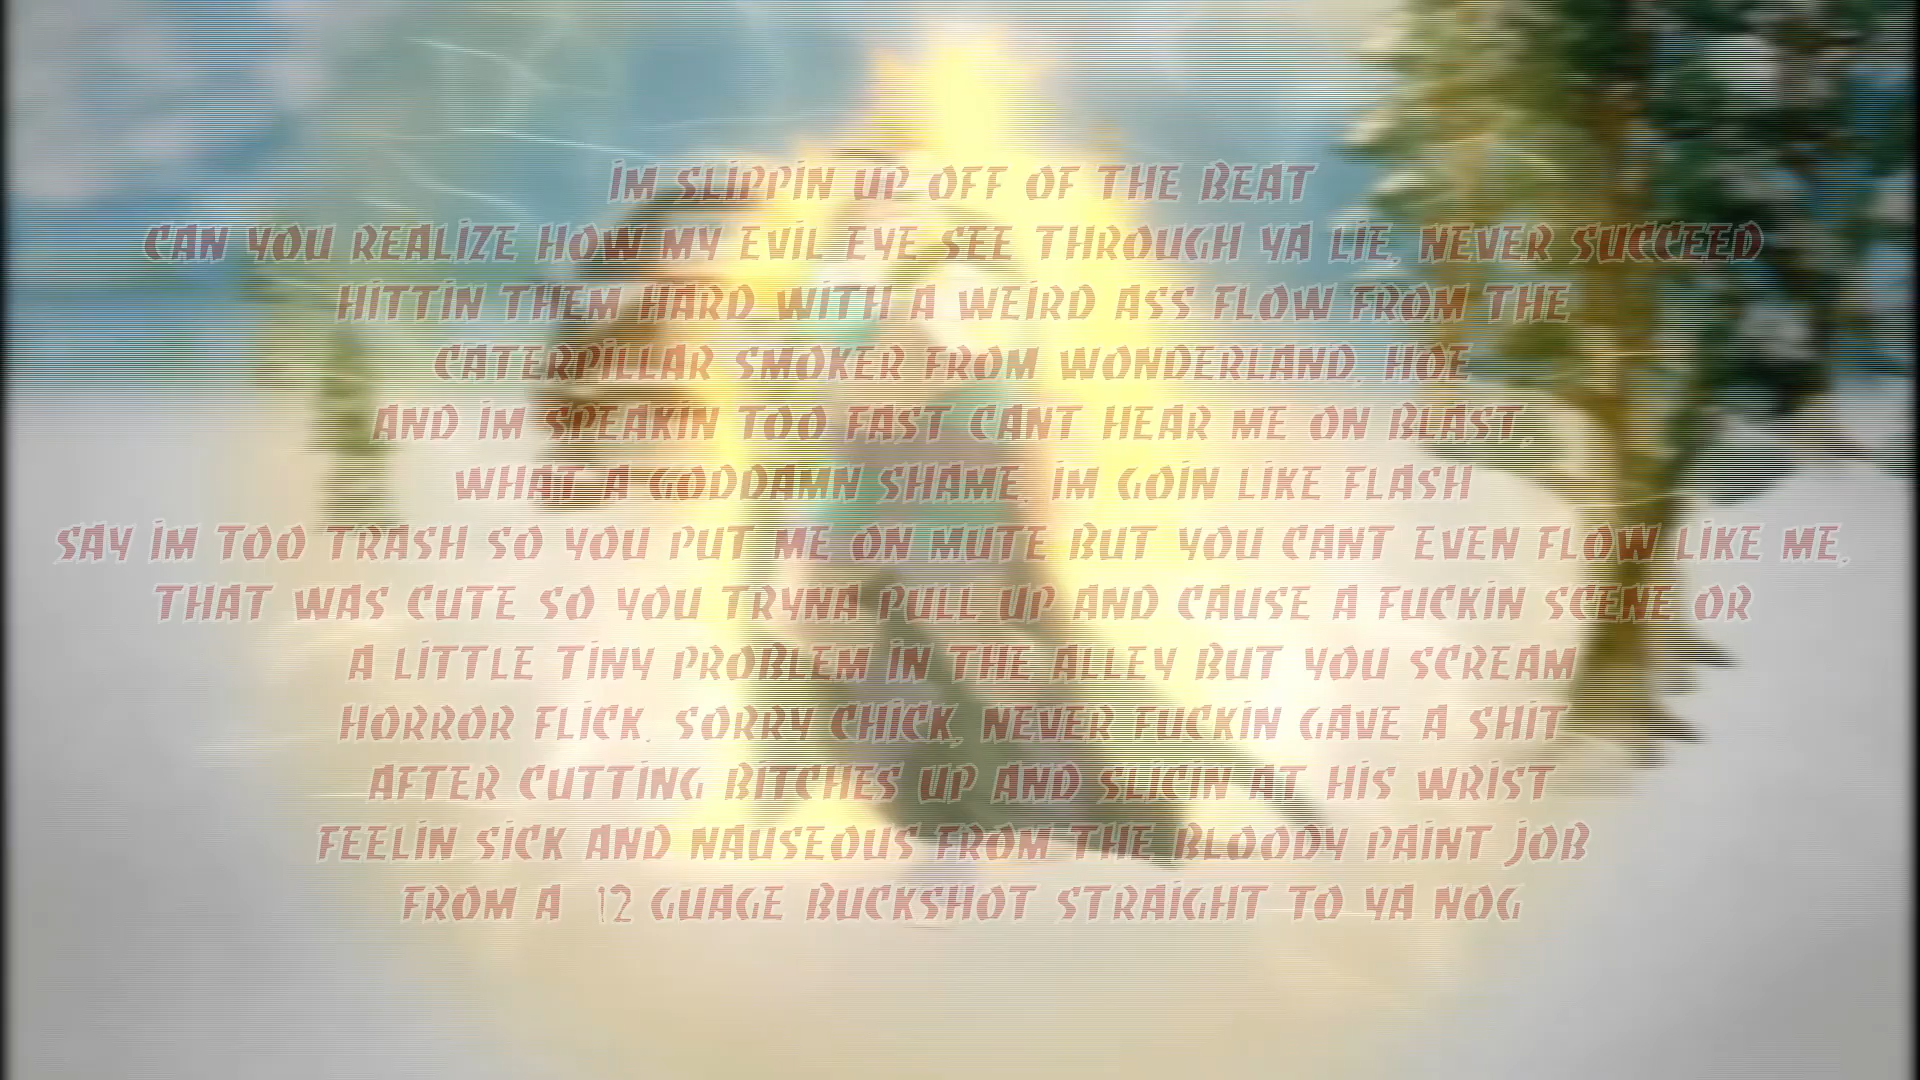 IM SLIPPIN UP OFF OF THE BEAT
CAN YOU REALIZE HOW MY EVIL EYE SEE THROUGH YA LIE. NEVER SUCCEED
HITTIN THEM HARD WITH A WEIRD ASS FLOW FROM THE
CATERPILLAR SMOKER FROM WONDERLAND. HOE
AND IM SPEAKIN TOO FAST CANT HEAR ME ON BLAST,
WHAT A GODDAMN SHAME. IM GOIN LIKE FLASH
SAY IM TOO TRASH SO YOU PUT ME ON MUTE BUT YOU CANT EVEN FLOW LIKE ME,
THAT WAS CUTE SO YOU TRYNA PULL UP AND CAUSE A FUCKIN SCENE OR
A LITTLE TINY PROBLEM IN THE ALLEY BUT YOU SCREAM
HORROR FLICK. SORRY CHICK, NEVER FUCKIN GAVE A SHIT
AFTER CUTTING BITCHES UP AND SLICIN AT HIS WRIST
FEELIN SICK AND NAUSEOUS FROM THE BLOODY PAINT JOB
FROM A 12 GUAGE BUCKSHOT STRAIGHT TO YA NOG